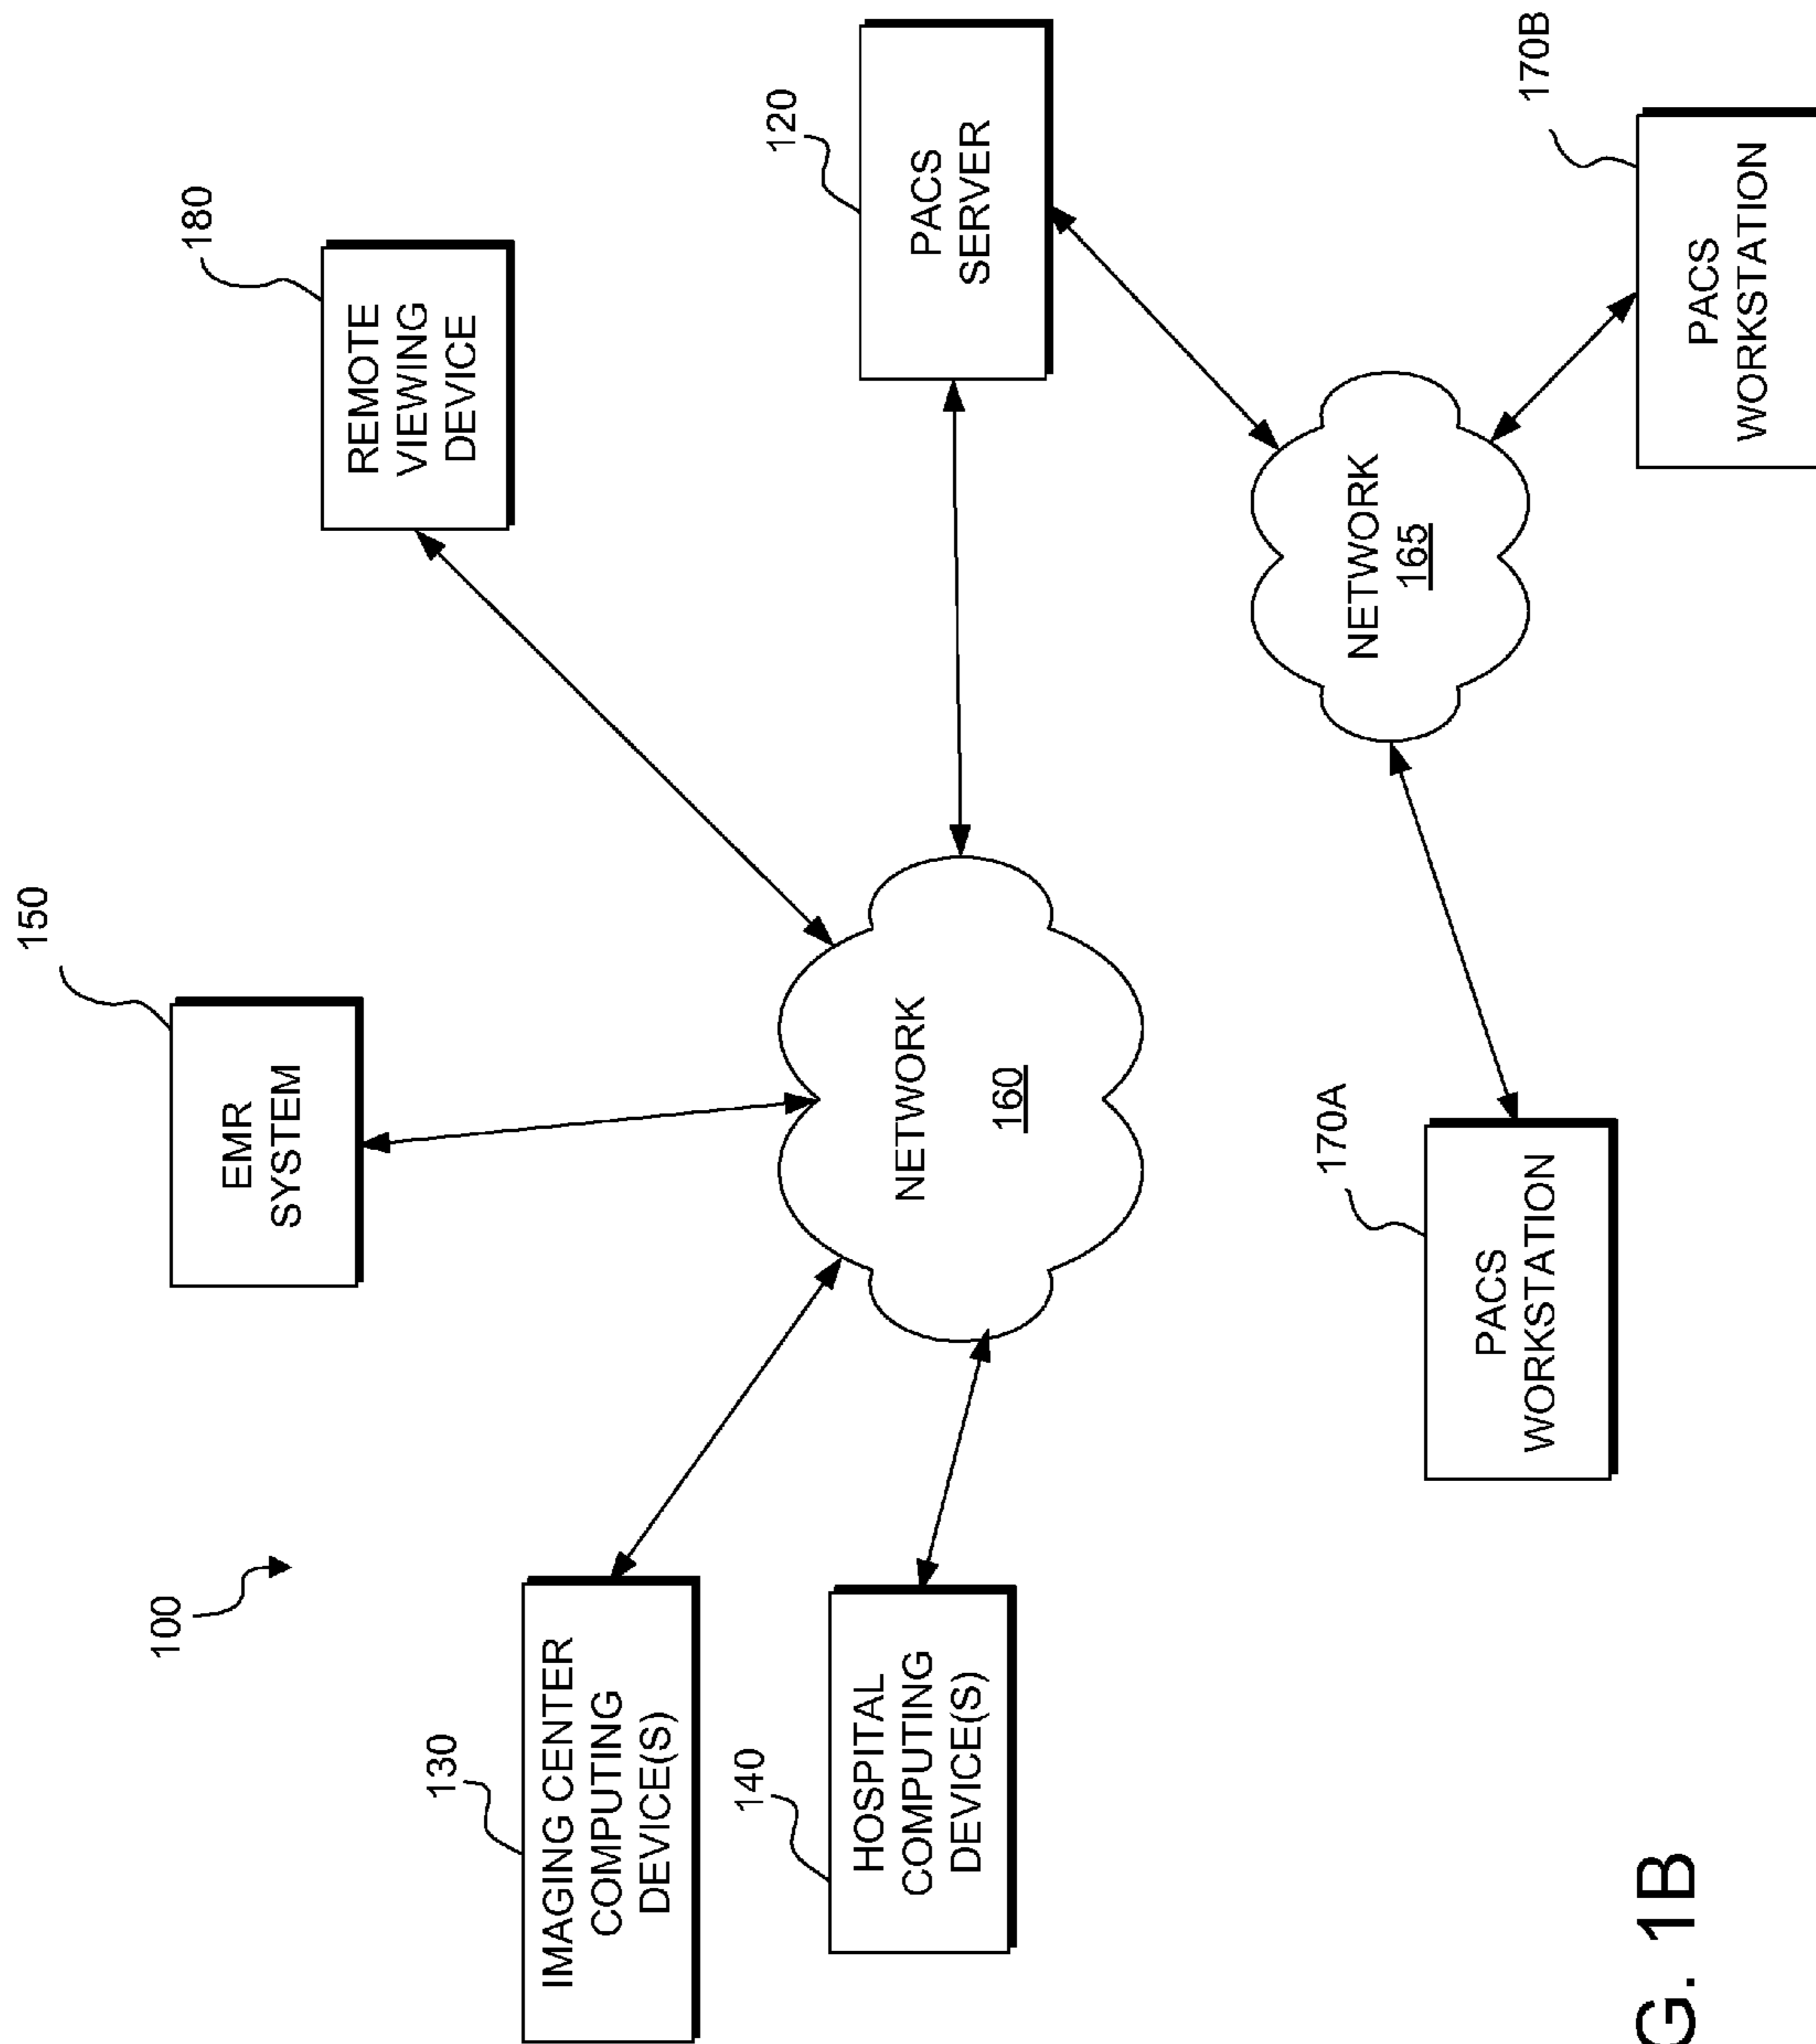 100
150
EMR
SYSTEM
180
REMOTE
VIEWING
DEVICE
130
IMAGING CENTER
COMPUTING
DEVICE(S)
140
HOSPITAL
COMPUTING
DEVICE(S)
NETWORK
160
120
PACS
SERVER
NETWORK
165
170A
PACS
WORKSTATION
170B
PACS
WORKSTATION
G. 1B